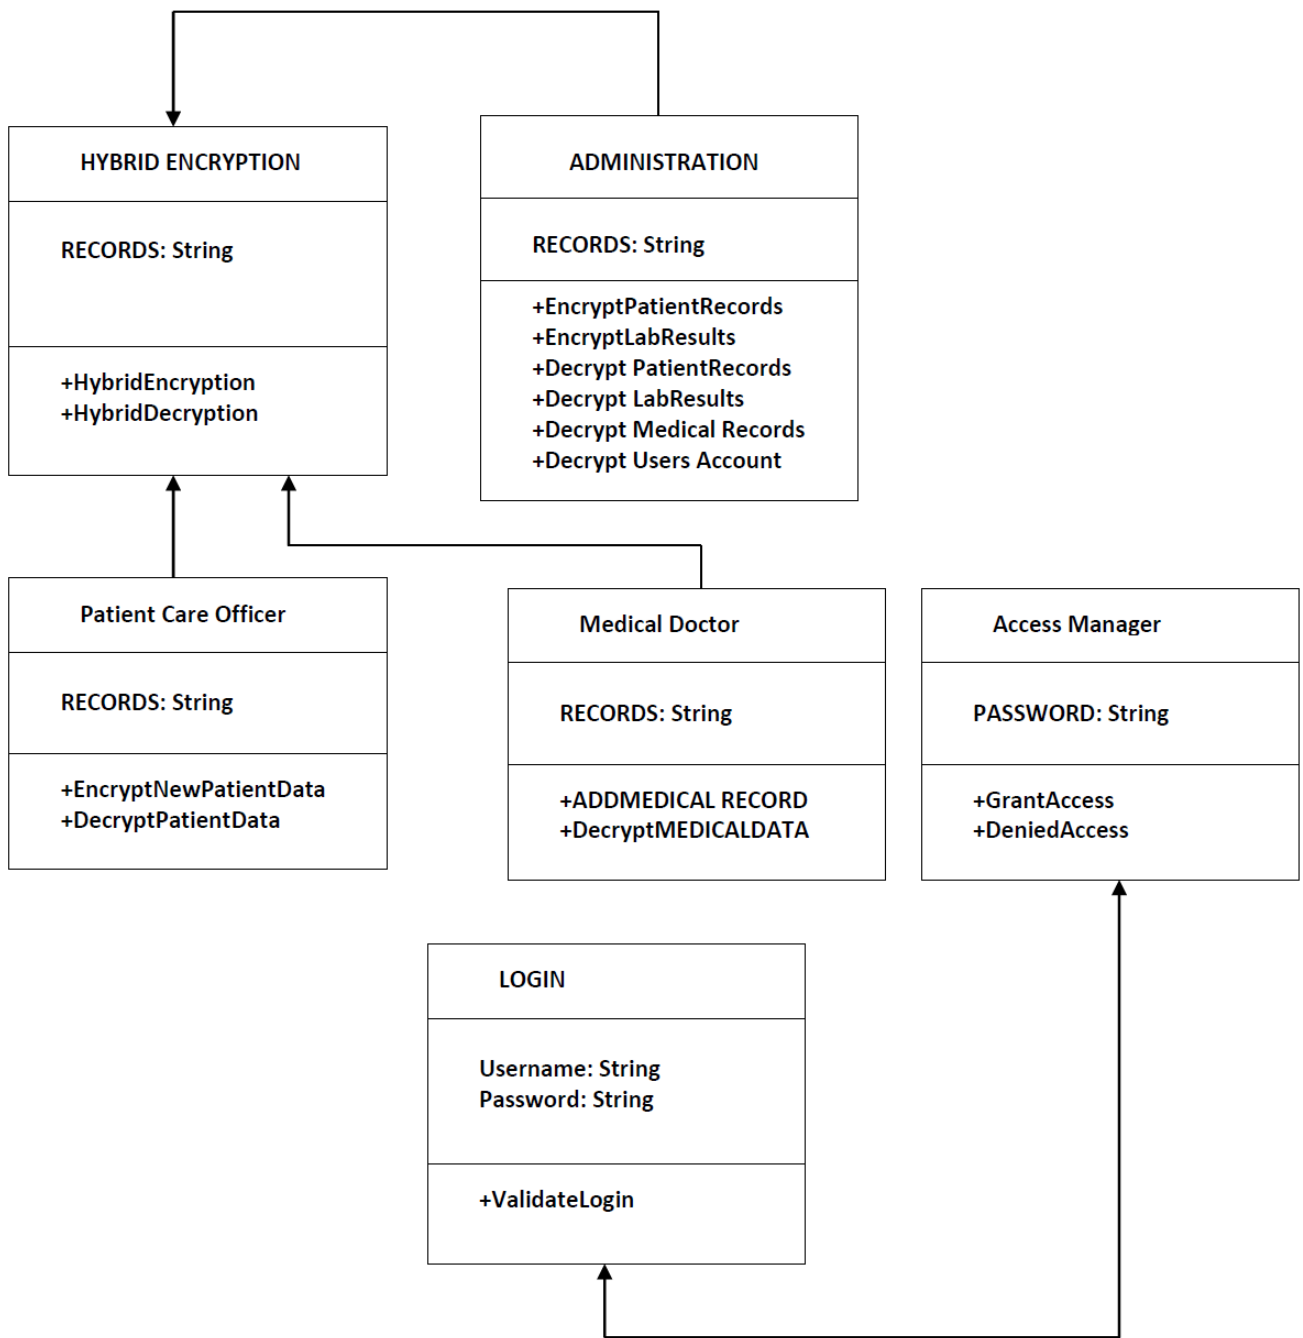 HYBRID ENCRYPTION
RECORDS: String
+HybridEncryption
+HybridDecryption
ADMINISTRATION
RECORDS: String
+EncryptPatientRecords
+EncryptLabResults
+Decrypt PatientRecords
+Decrypt LabResults
+Decrypt Medical Records
+Decrypt Users Account
Patient Care Officer
RECORDS: String
+EncryptNewPatientData
+DecryptPatientData
Medical Doctor
RECORDS: String
+ADDMEDICAL RECORD
+DecryptMEDICALDATA
Access Manager
PASSWORD: String
+GrantAccess
+DeniedAccess
LOGIN
Username: String
Password: String
+ValidateLogin